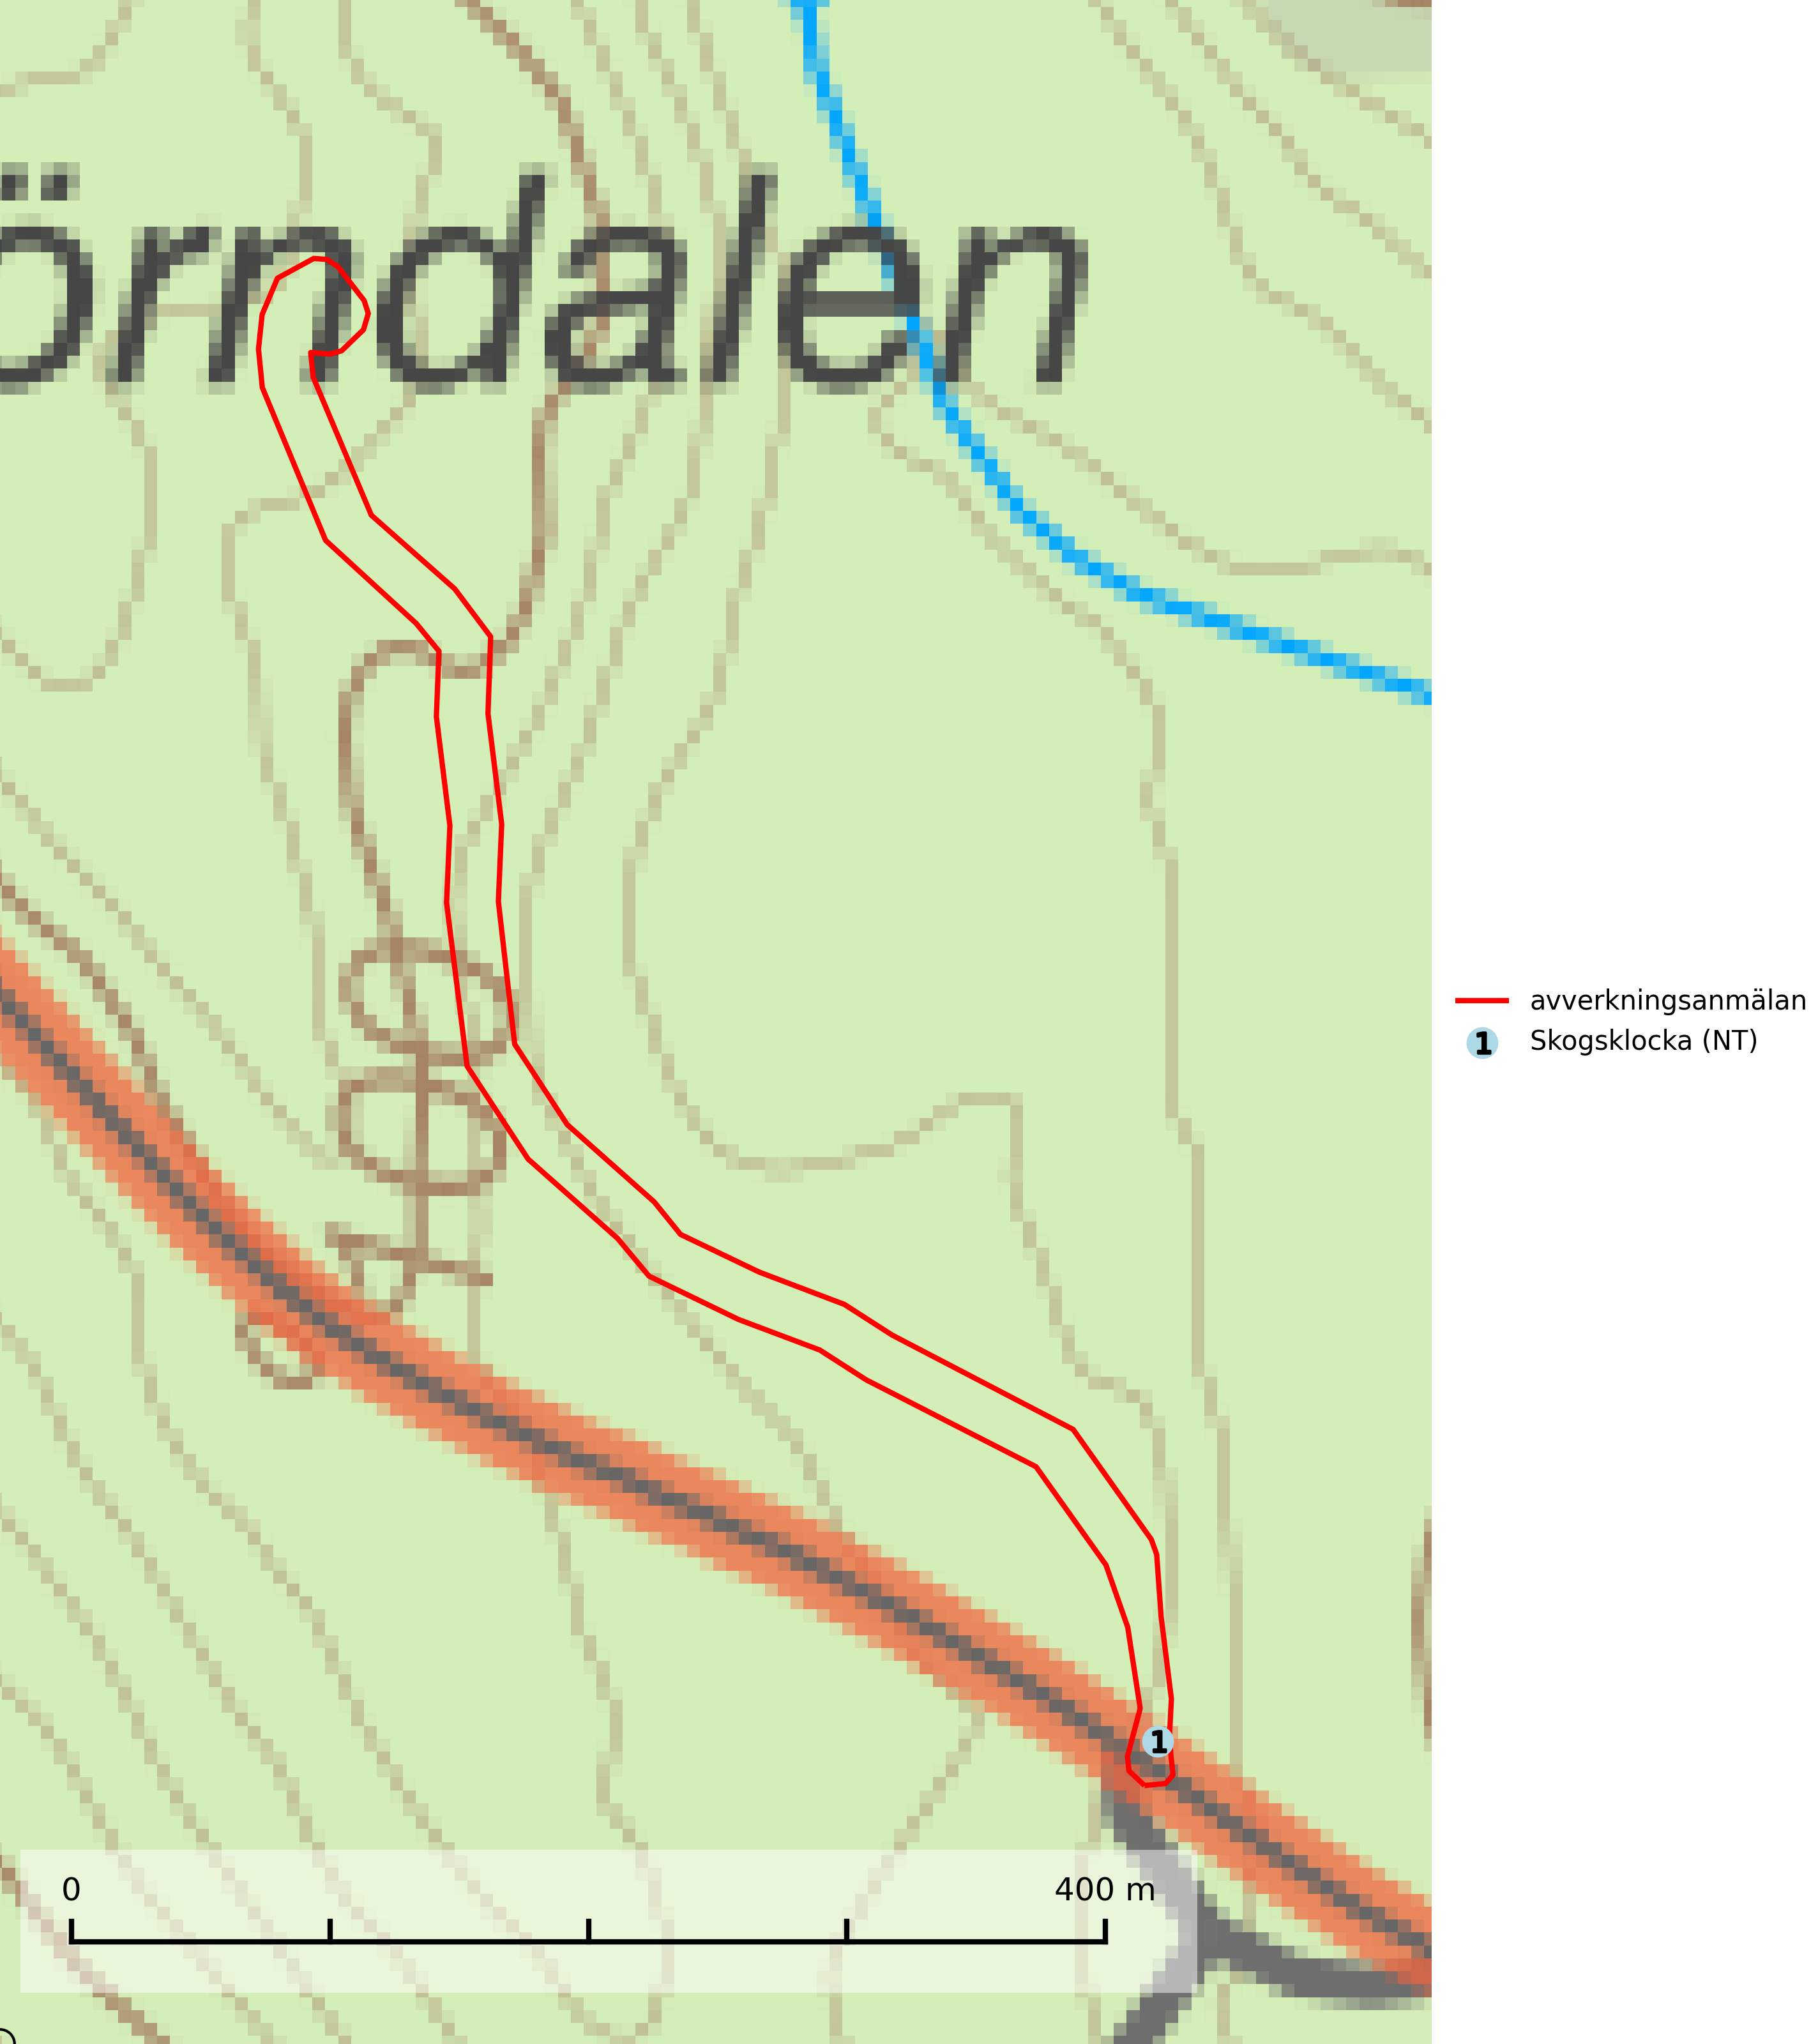 örndalen
avverkningsanmälan
1 Skogsklocka (NT)
1
0 400 m